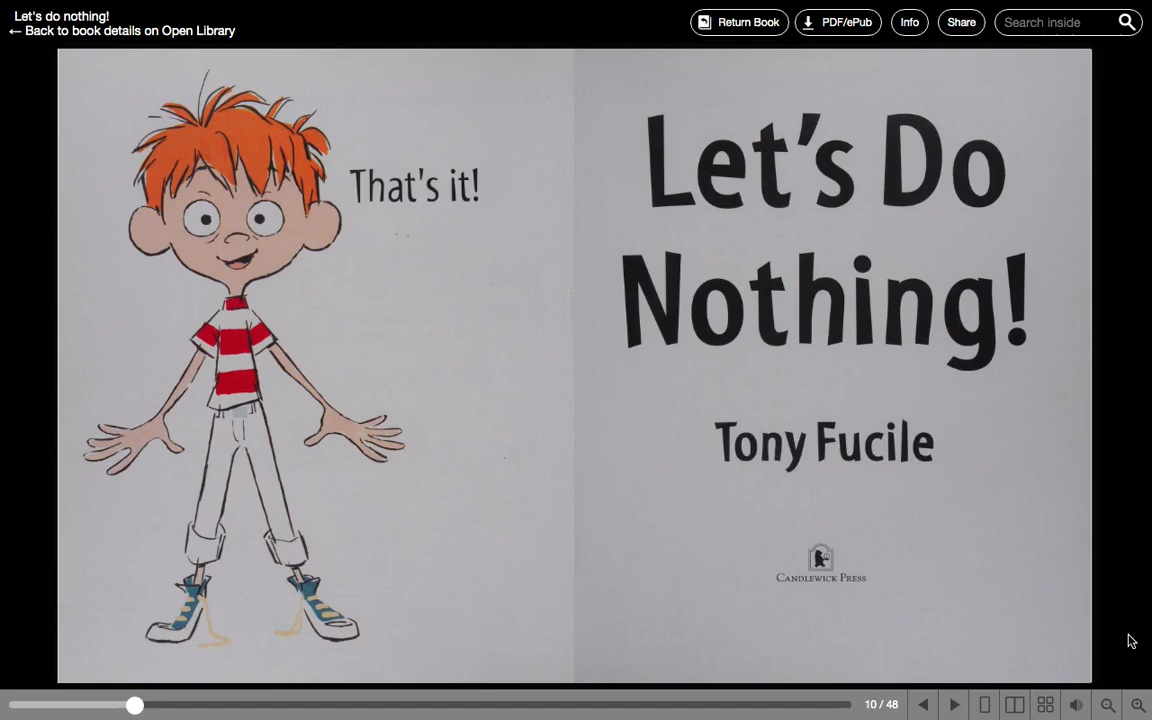 Let's do nothing!
← Back to book details on Open Library
Return Book
PDF/ePub
Info
Share
Search inside
That's it!
Let's Do
Nothing!
Tony Fucile
CANDLEWICK PRESS
10 / 48